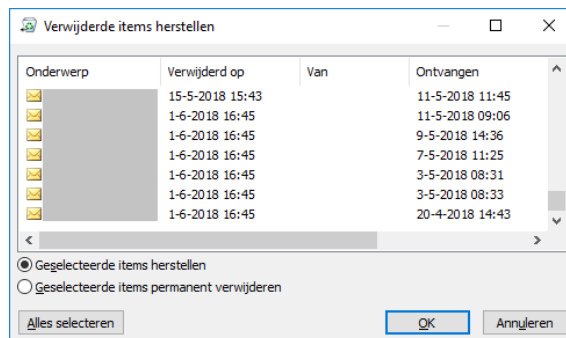 Verwijderde items herstellen
Onderwerp Verwijderd op Van Ontvangen
15-5-2018 15:43 11-5-2018 11:45
1-6-2018 16:45 11-5-2018 09:06
1-6-2018 16:45 9-5-2018 14:36
1-6-2018 16:45 7-5-2018 11:25
1-6-2018 16:45 3-5-2018 08:31
1-6-2018 16:45 3-5-2018 08:33
1-6-2018 16:45 20-4-2018 14:43
Geselecteerde items herstellen
Geselecteerde items permanent verwijderen
Alles selecteren OK Annuleren